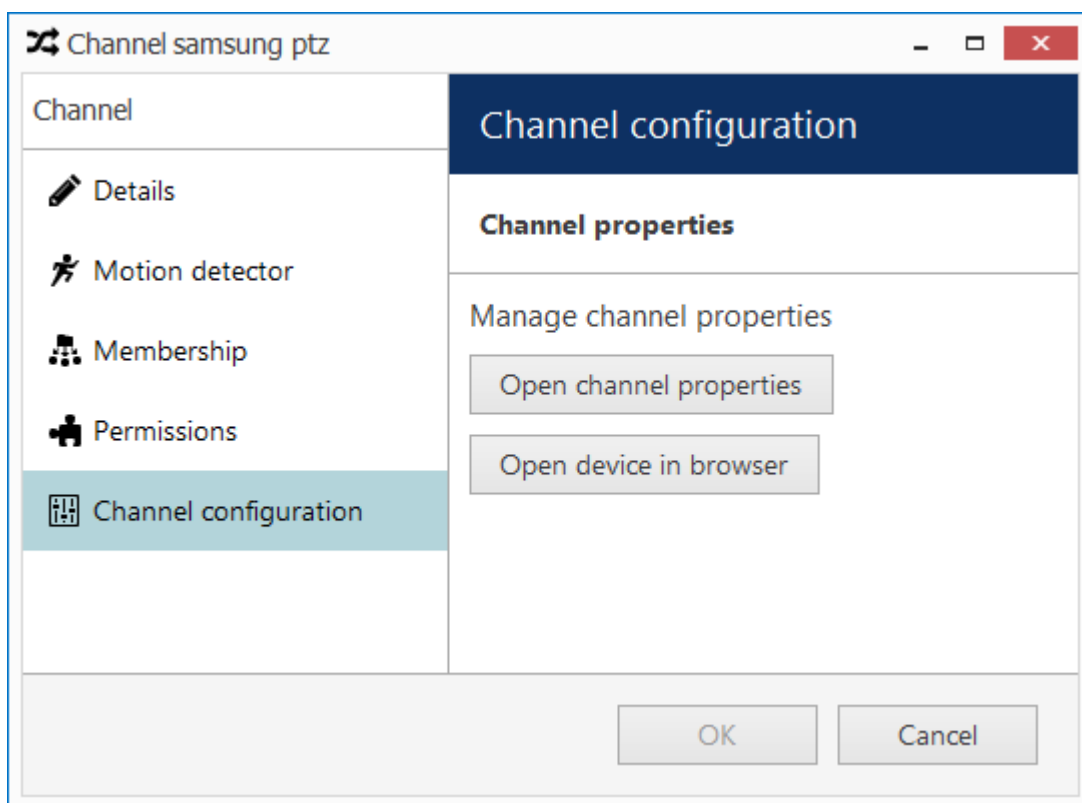 Channel samsung ptz
Channel
Details
Motion detector
Membership
Permissions
Channel configuration
Channel configuration
Channel properties
Manage channel properties
Open channel properties
Open device in browser
OK
Cancel